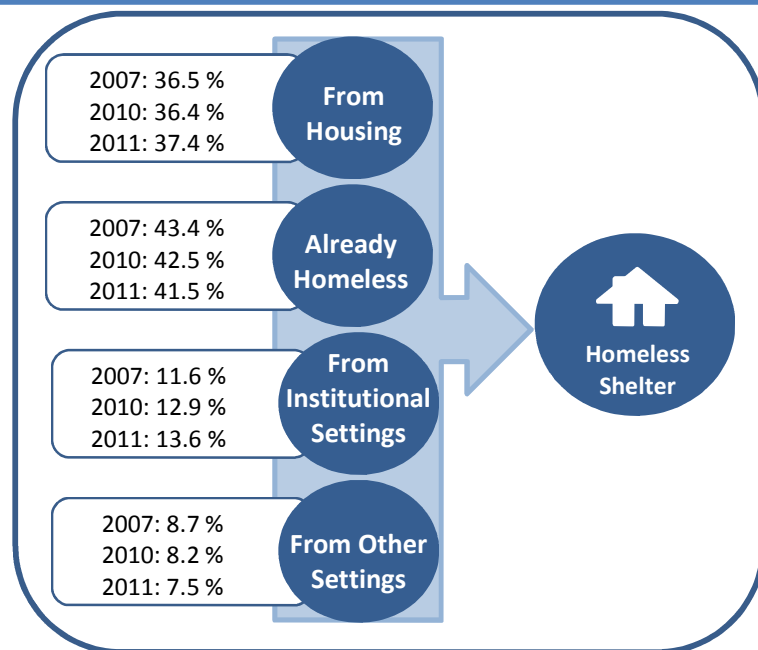 2007: 36.5 %
2010: 36.4 %
2011: 37.4 %
From
Housing
2007: 43.4 %
2010: 42.5 %
2011: 41.5 %
Already
Homeless
2007: 11.6 %
2010: 12.9 %
2011: 13.6 %
From
Institutional
Settings
2007: 8.7 %
2010: 8.2 %
2011: 7.5 %
From Other
Settings
Homeless
Shelter